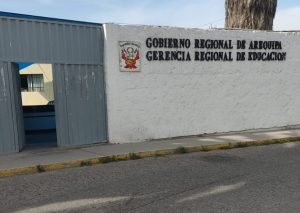 GOBIERNO REGIONAL DE AREQUIPA
GERENCIA REGIONAL DE EDUCACION